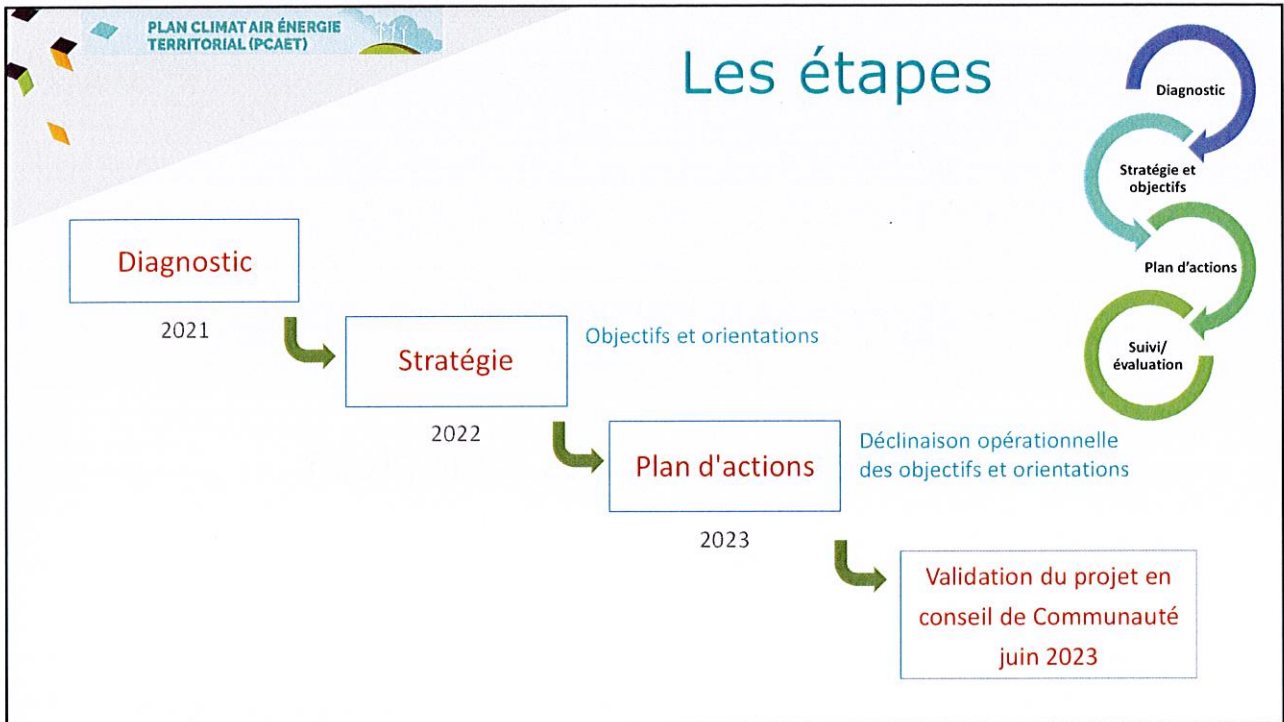 PLAN CLIMAT AIR ÉNERGIE
TERRITORIAL (PCAET)
Les étapes
Diagnostic
Stratégie et
objectifs
Plan d'actions
Suivi/
évaluation
Diagnostic
2021
Stratégie
Objectifs et orientations
2022
Plan d'actions
Déclinaison opérationnelle
des objectifs et orientations
2023
Validation du projet en
conseil de Communauté
juin 2023